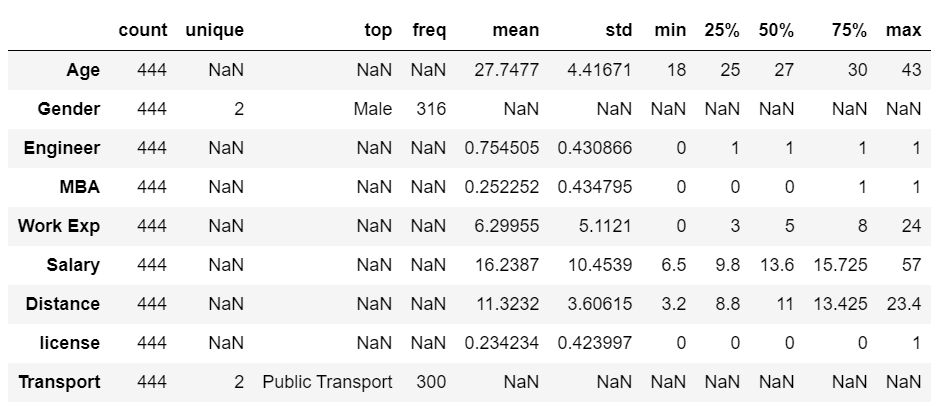 count unique top freq mean std min 25% 50% 75% max
Age 444 NaN NaN NaN 27.7477 4.41671 18 25 27 30 43
Gender 444 2 Male 316 NaN NaN NaN NaN NaN NaN NaN
Engineer 444 NaN NaN NaN 0.754505 0.430866 0 1 1 1 1
MBA 444 NaN NaN NaN 0.252252 0.434795 0 0 0 1 1
Work Exp 444 NaN NaN NaN 6.29955 5.1121 0 3 5 8 24
Salary 444 NaN NaN NaN 16.2387 10.4539 6.5 9.8 13.6 15.725 57
Distance 444 NaN NaN NaN 11.3232 3.60615 3.2 8.8 11 13.425 23.4
license 444 NaN NaN NaN 0.234234 0.423997 0 0 0 0 1
Transport 444 2 Public Transport 300 NaN NaN NaN NaN NaN NaN NaN